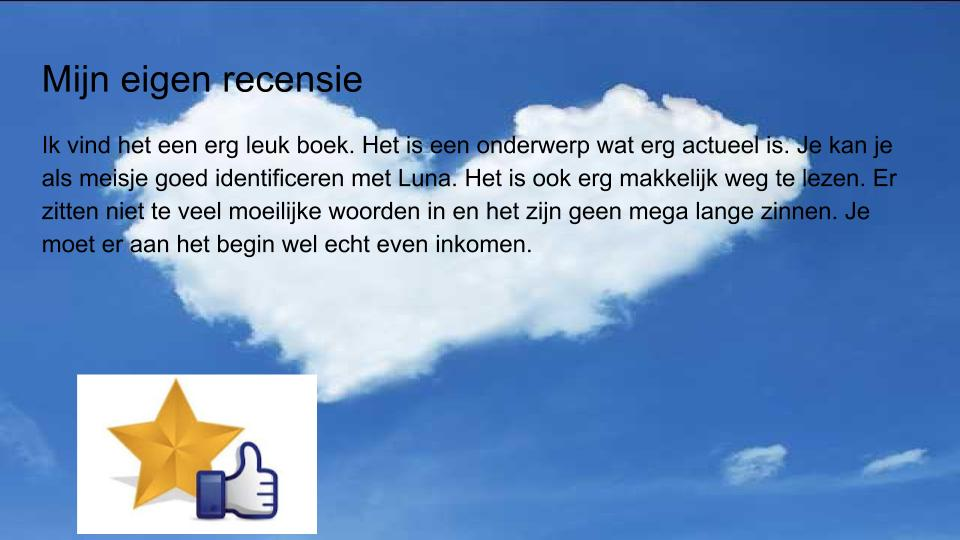 Mijn eigen recensie
Ik vind het een erg leuk boek. Het is een onderwerp wat erg actueel is. Je kan je
als meisje goed identificeren met Luna. Het is ook erg makkelijk weg te lezen. Er
zitten niet te veel moeilijke woorden in en het zijn geen mega lange zinnen. Je
moet er aan het begin wel echt even inkomen.